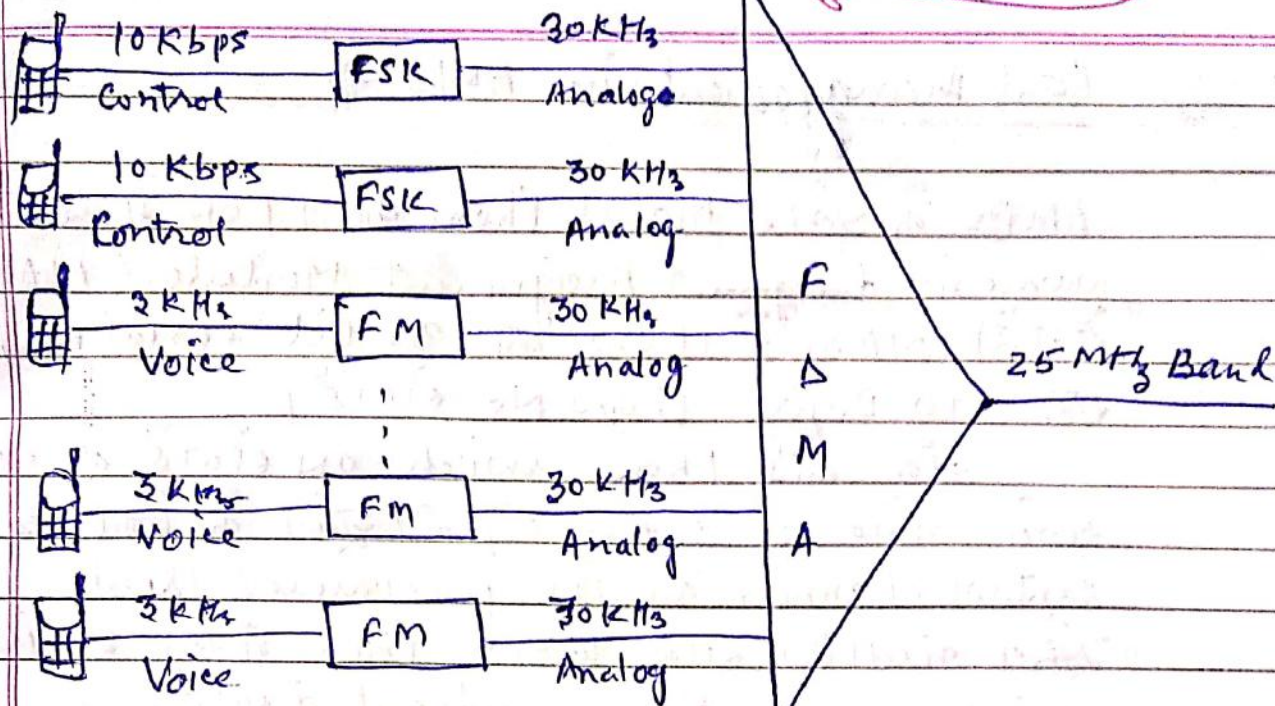 10 Kbps FSK 30 KHz
Control Analog
10 Kbps FSK 30 KHz
Control Analog
3 KHz FM 30 KHz
Voice Analog
3 KHz FM 30 KHz
Voice Analog
3 KHz FM 30 KHz
Voice Analog
F
D
M
A
25 MHz Band